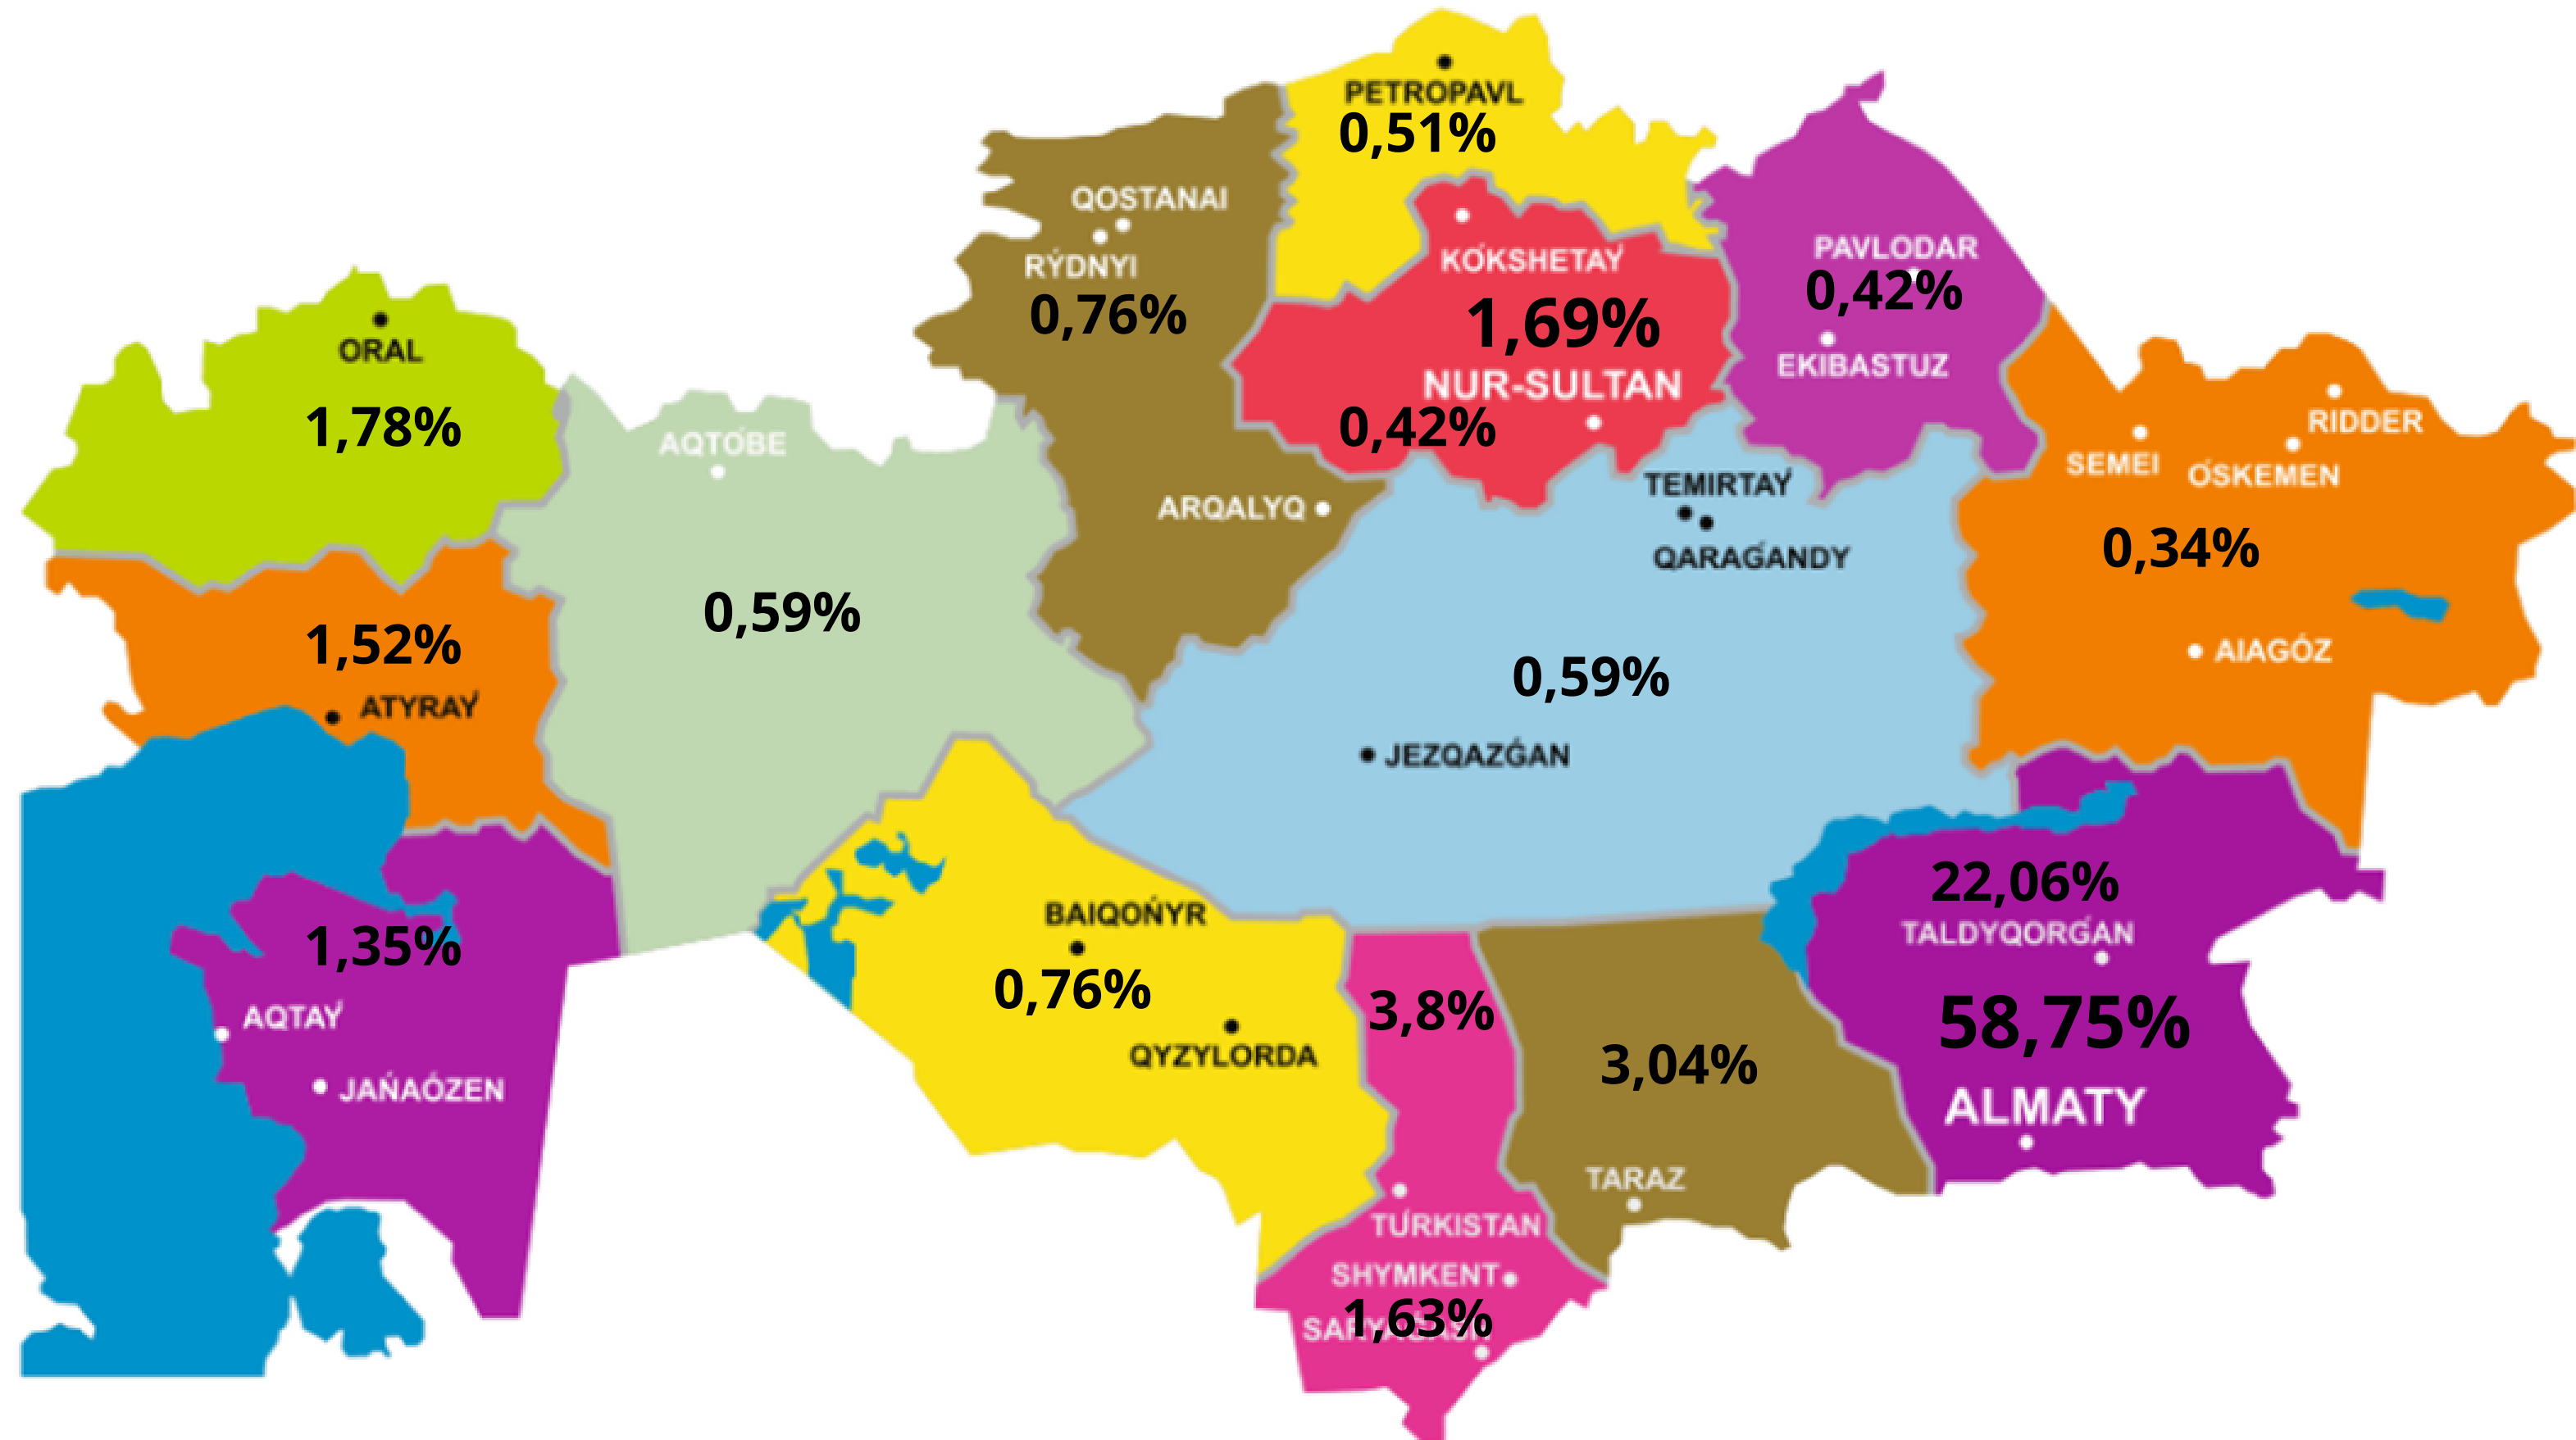 PETROPAVL
0,51%
QOSTANAI
RÝDNYI
0,76%
KÓKSHETAÝ
1,69%
NUR-SULTAN
0,42%
PAVLODAR
0,42%
EKIBASTUZ
ORAL
1,78%
AQTÓBE
0,59%
ARQALYQ
TEMIRTAÝ
QARAǴANDY
0,59%
JEZQAZǴAN
RIDDER
SEMEI
ÓSKEMEN
0,34%
AIAGÓZ
1,52%
ATYRAÝ
1,35%
AQTAÝ
JAŃAÓZEN
BAIQOŃYR
0,76%
QYZYLORDA
3,8%
3,04%
TARAZ
TÚRKISTAN
SHYMKENT
1,63%
22,06%
TALDYQORǴAN
58,75%
ALMATY